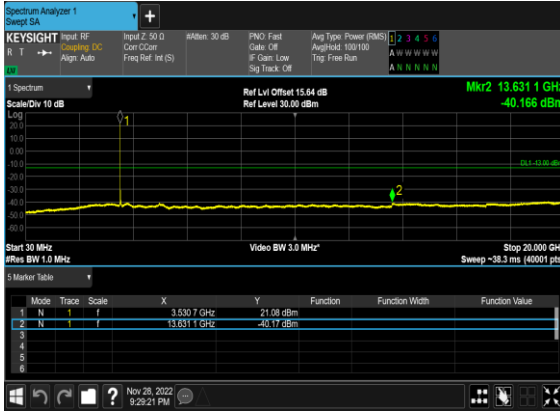 Spectrum Analyzer 1
Swept SA
+
KEYSIGHT Input: RF Input Z: 50 Ω #Atten: 30 dB PNO: Fast Avg Type: Power (RMS) 1 2 3 4 5 6
R T Coupling: DC Corr CCorr Gate: Off Avg|Hold: 100/100 A W W W W W
Align: Auto Freq Ref: Int (S) IF Gain: Low Trig: Free Run
Sig Track: Off A N N N N N
1 Spectrum Ref Lvl Offset 15.64 dB Mkr2 13.631 1 GHz
Scale/Div 10 dB Ref Level 30.00 dBm -40.166 dBm
Log
20.0
10.0
0.00
-10.0
-20.0
-30.0
-40.0
-50.0
-60.0
1
DL1 -13.00 dBm
2
Start 30 MHz Video BW 3.0 MHz* Stop 20.000 GHz
#Res BW 1.0 MHz Sweep ~38.3 ms (40001 pts)
5 Marker Table
Mode Trace Scale X Y Function Function Width Function Value
1 N 1 f 3.530 7 GHz 21.08 dBm
2 N 1 f 13.631 1 GHz -40.17 dBm
3
4
5
6
? Nov 28, 2022
9:29:21 PM